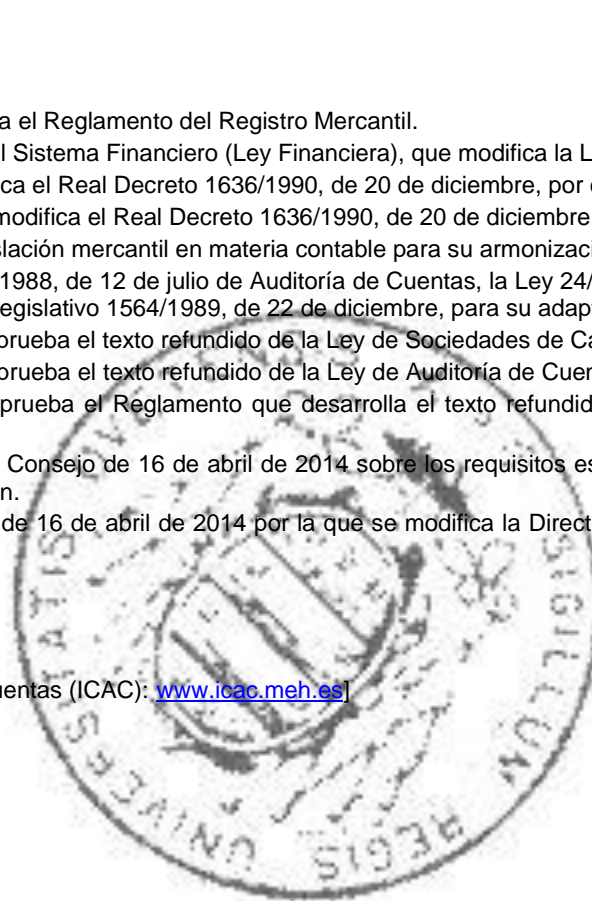 a el Reglamento del Registro Mercantil.
l Sistema Financiero (Ley Financiera), que modifica la L
ca el Real Decreto 1636/1990, de 20 de diciembre, por
modifica el Real Decreto 1636/1990, de 20 de diciembre
slación mercantil en materia contable para su armonizaci
1988, de 12 de julio de Auditoría de Cuentas, la Ley 24/
egislativo 1564/1989, de 22 de diciembre, para su adapt
prueba el texto refundido de la Ley de Sociedades de Ca
prueba el texto refundido de la Ley de Auditoría de Cuen
prueba el Reglamento que desarrolla el texto refundid
Consejo de 16 de abril de 2014 sobre los requisitos es
n.
de 16 de abril de 2014 por la que se modifica la Direct
uentas (ICAC): www.icac.meh.es]
SIGILLUN REGIS UNIVERSITATIS OVETENSIS